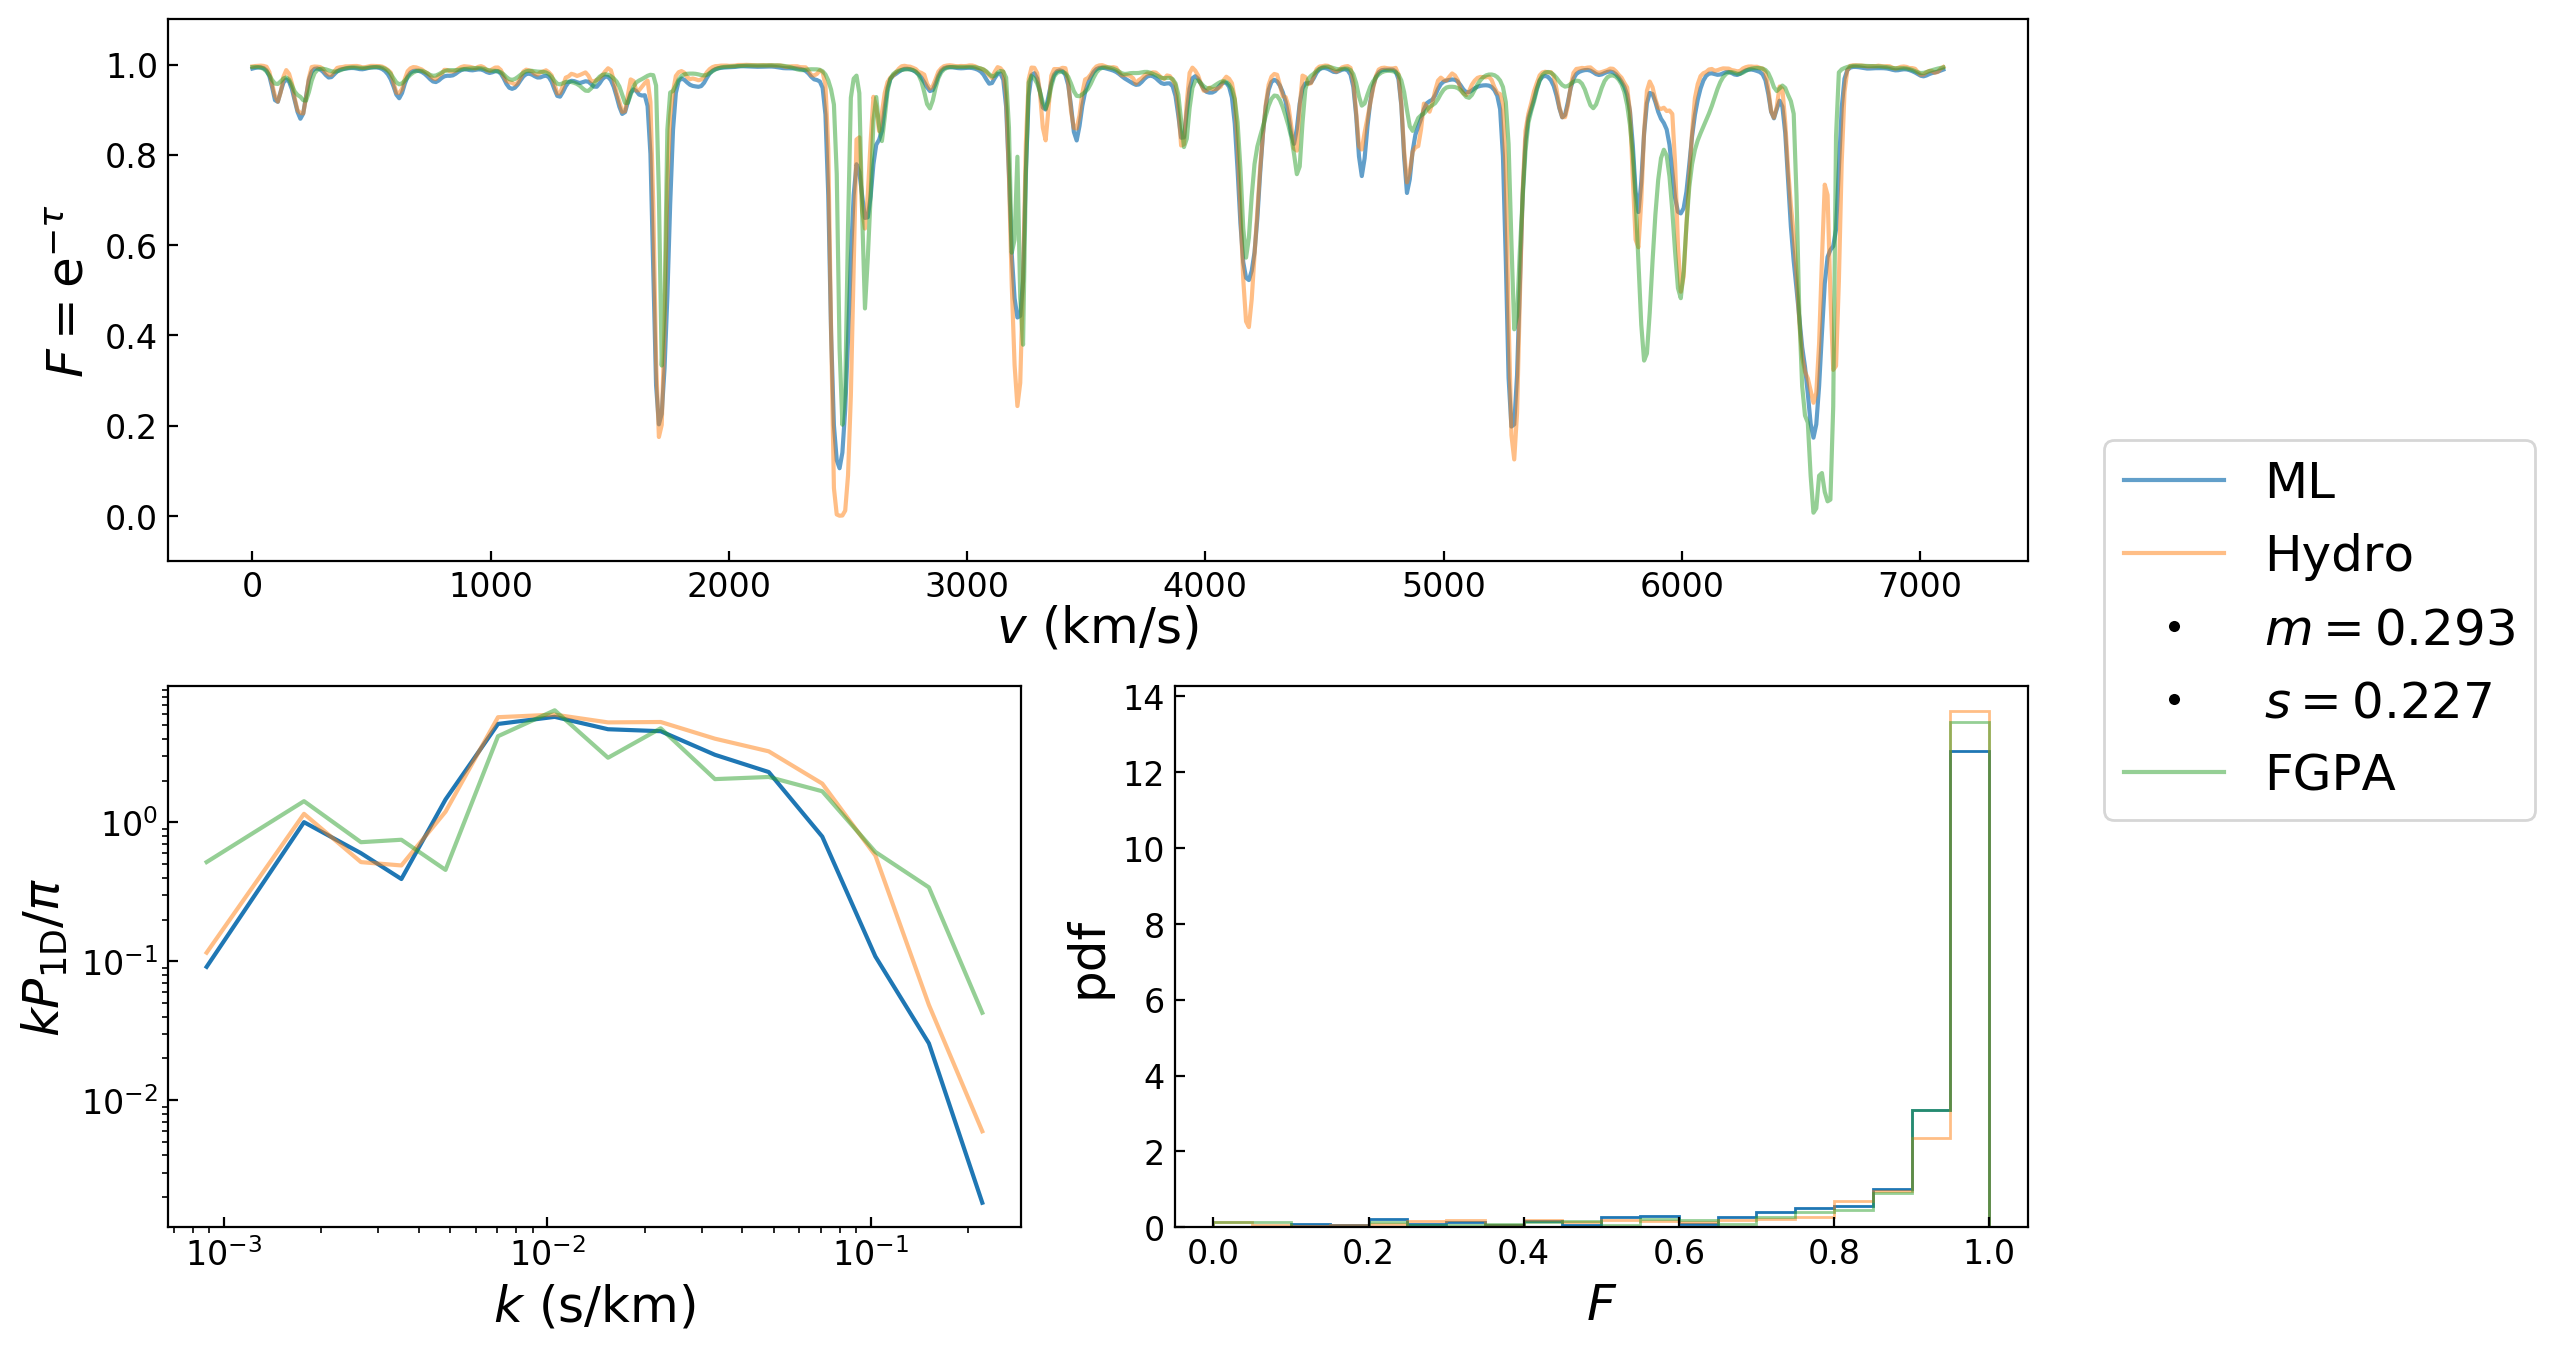 F = e^{−τ}
1.0
0.8
0.6
0.4
0.2
0.0
0 1000 2000 3000 4000 5000 6000 7000
v (km/s)
ML
Hydro
m = 0.293
s = 0.227
FGPA
kP_{1D}/π
10^0
10^{−1}
10^{−2}
10^{−3} 10^{−2} 10^{−1}
k (s/km)
pdf
14
12
10
8
6
4
2
0
0.0 0.2 0.4 0.6 0.8 1.0
F